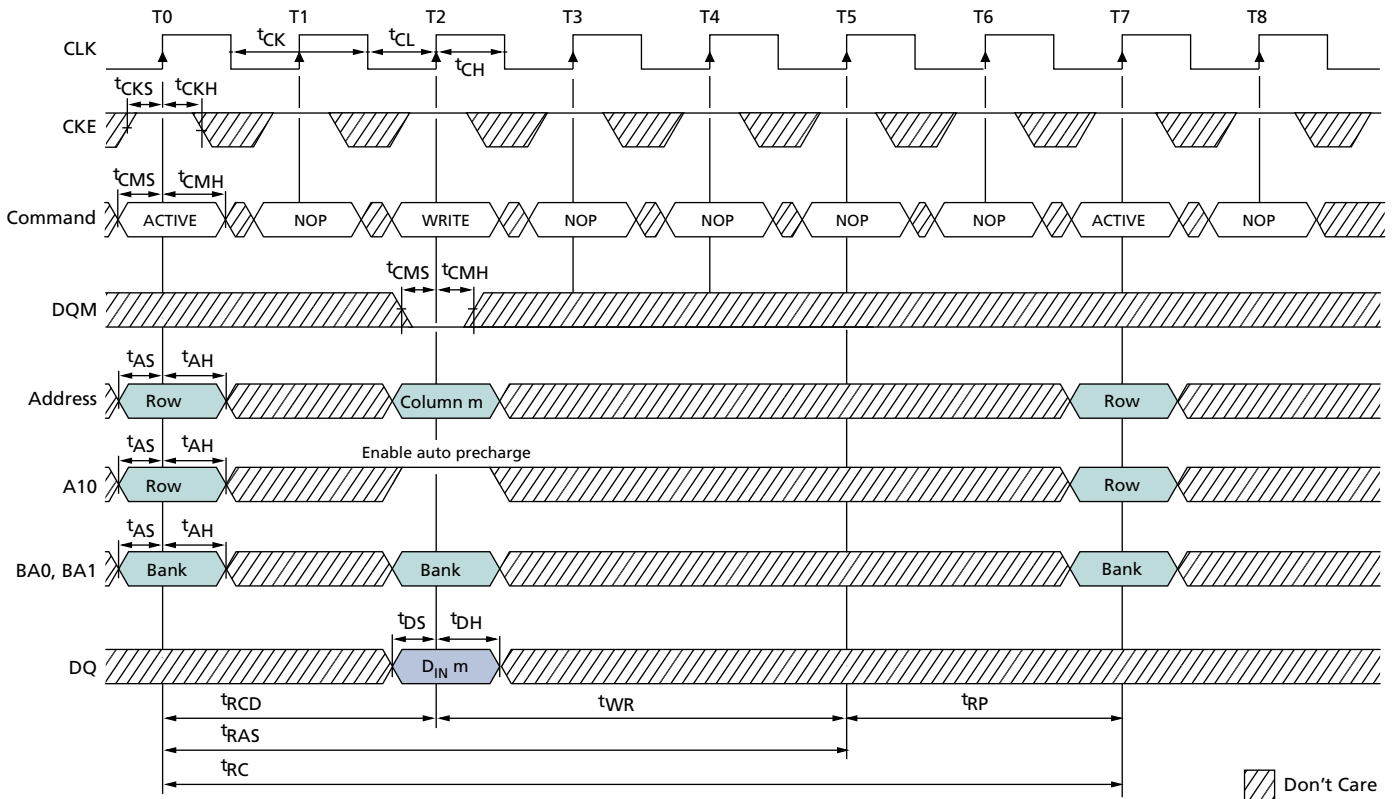 T0 T1 T2 T3 T4 T5 T6 T7 T8
CLK
tCK tCL
tCH
tCKS tCKH
CKE
tCMS tCMH
Command ACTIVE NOP WRITE NOP NOP NOP NOP ACTIVE NOP
tCMS tCMH
DQM
tAS tAH
Address Row Column m Row
tAS tAH
Enable auto precharge
A10 Row Row
tAS tAH
BA0, BA1 Bank Bank Bank
tDS tDH
DQ DIN m
tRCD tWR tRP
tRAS
tRC
Don't Care